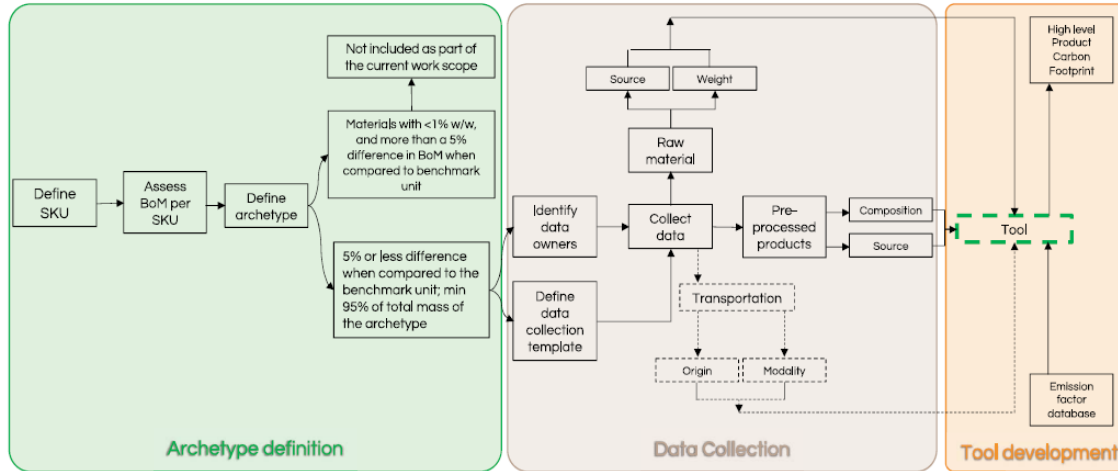 Not included as part of
the current work scope
Materials with <1% w/w,
and more than a 5%
difference in BoM when
compared to benchmark
unit
Define
SKU
Assess
BoM per
SKU
Define
archetype
5% or less difference
when compared to the
benchmark unit; min
95% of total mass of
the archetype
Archetype definition
Source
Weight
Raw
material
Identify
data
owners
Collect
data
Pre-
processed
products
Composition
Source
Define
data
collection
template
Transportation
Origin
Modality
Data Collection
High level
Product
Carbon
Footprint
Tool
Emission
factor
database
Tool development